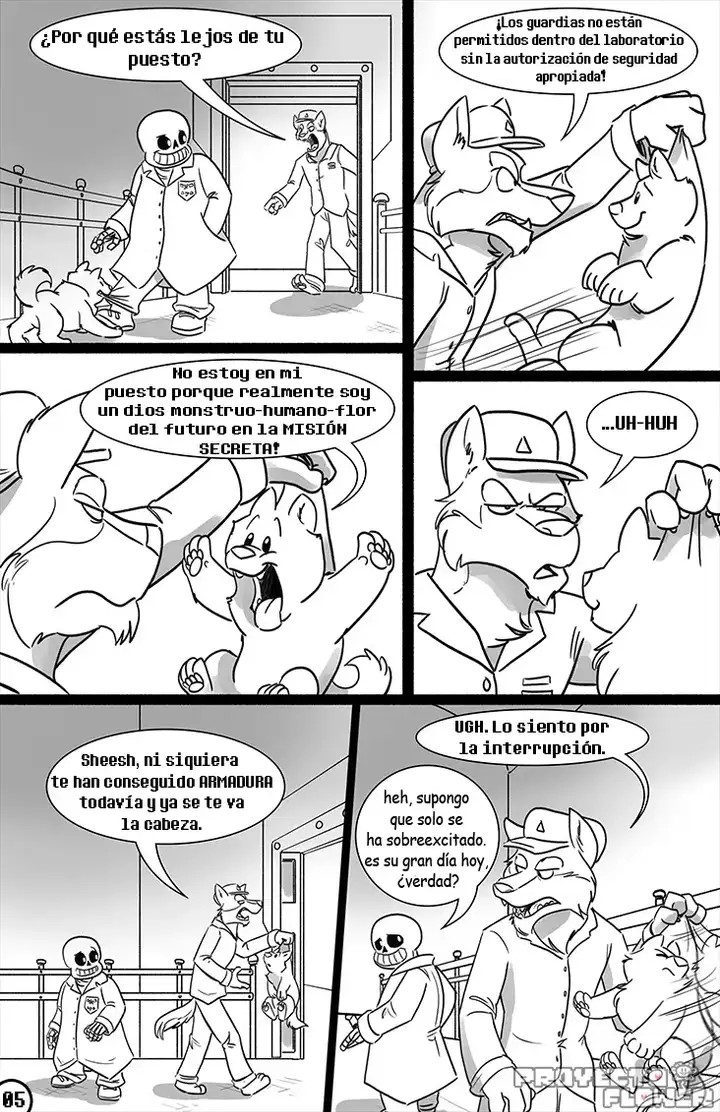 ¿Por qué estás lejos de tu
puesto?
¡Los guardias no están
permitidos dentro del laboratorio
sin la autorización de seguridad
apropiada!
No estoy en mi
puesto porque realmente soy
un dios monstruo-humano-flor
del futuro en la MISIÓN
SECRETA!
...UH-HUH
Sheesh, ni siquiera
te han conseguido ARMADURA
todavía y ya se te va
la cabeza.
UGH. Lo siento por
la interrupción.
heh, supongo
que solo se
ha sobreexcitado.
es su gran día hoy,
¿verdad?
05
PROYECTO
FLOWER